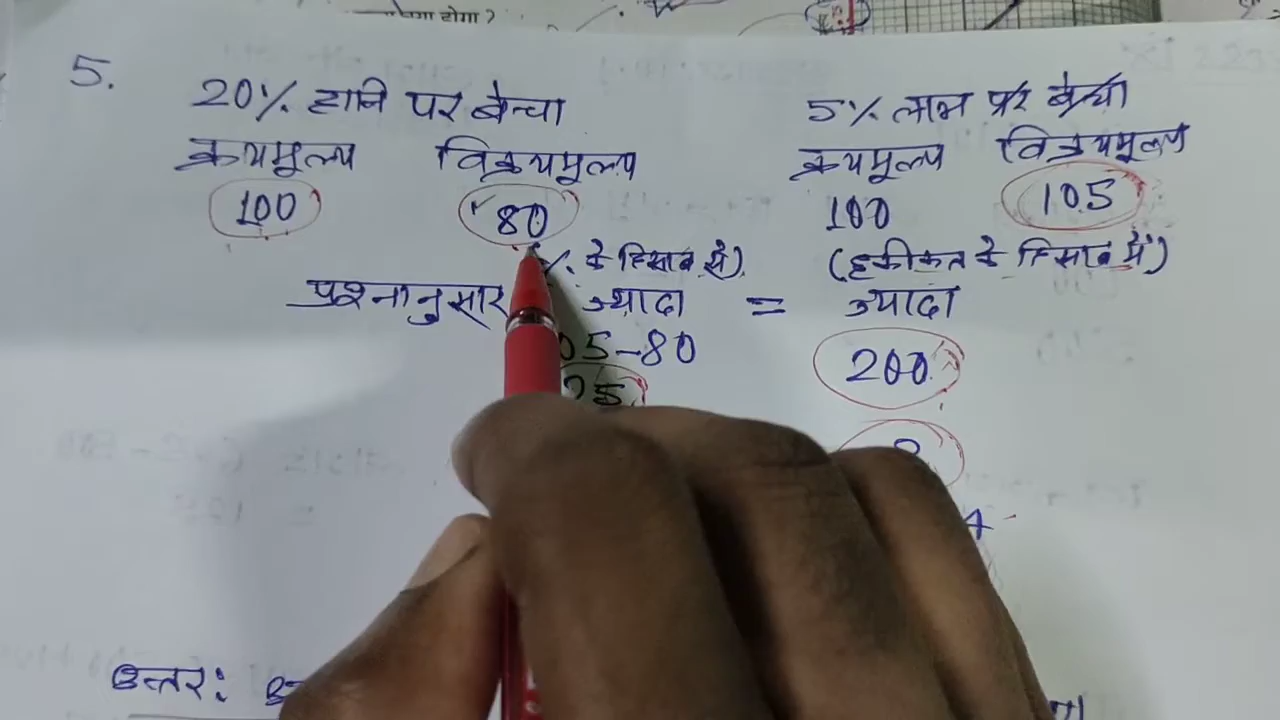 होगा ?
5.
20% हानि पर बेचा 5% लाभ पर बेचा
क्रयमूल्य विक्रयमूल्य क्रयमूल्य विक्रयमूल्य
100 80 100 105
% के हिसाब से) (हकीकत के हिसाब में)
प्रश्नानुसार ज्यादा = ज्यादा
05-80 200
25
उत्तर: